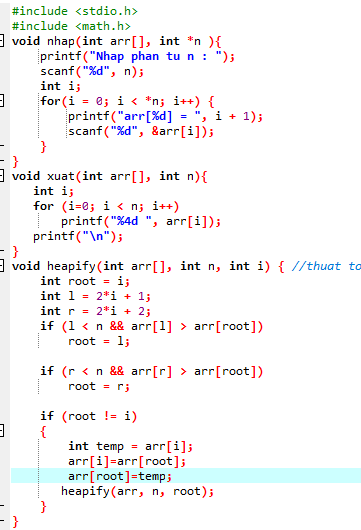 #include <stdio.h>
#include <math.h>
void nhap(int arr[], int *n ){
printf("Nhap phan tu n : ");
scanf("%d", n);
int i;
for(i = 0; i < *n; i++) {
printf("arr[%d] = ", i + 1);
scanf("%d", &arr[i]);
}
}
void xuat(int arr[], int n){
int i;
for (i=0; i < n; i++)
printf("%4d ", arr[i]);
printf("\n");
}
void heapify(int arr[], int n, int i) { //thuat to
int root = i;
int l = 2*i + 1;
int r = 2*i + 2;
if (l < n && arr[l] > arr[root])
root = l;
if (r < n && arr[r] > arr[root])
root = r;
if (root != i)
{
int temp = arr[i];
arr[i]=arr[root];
arr[root]=temp;
heapify(arr, n, root);
}
}